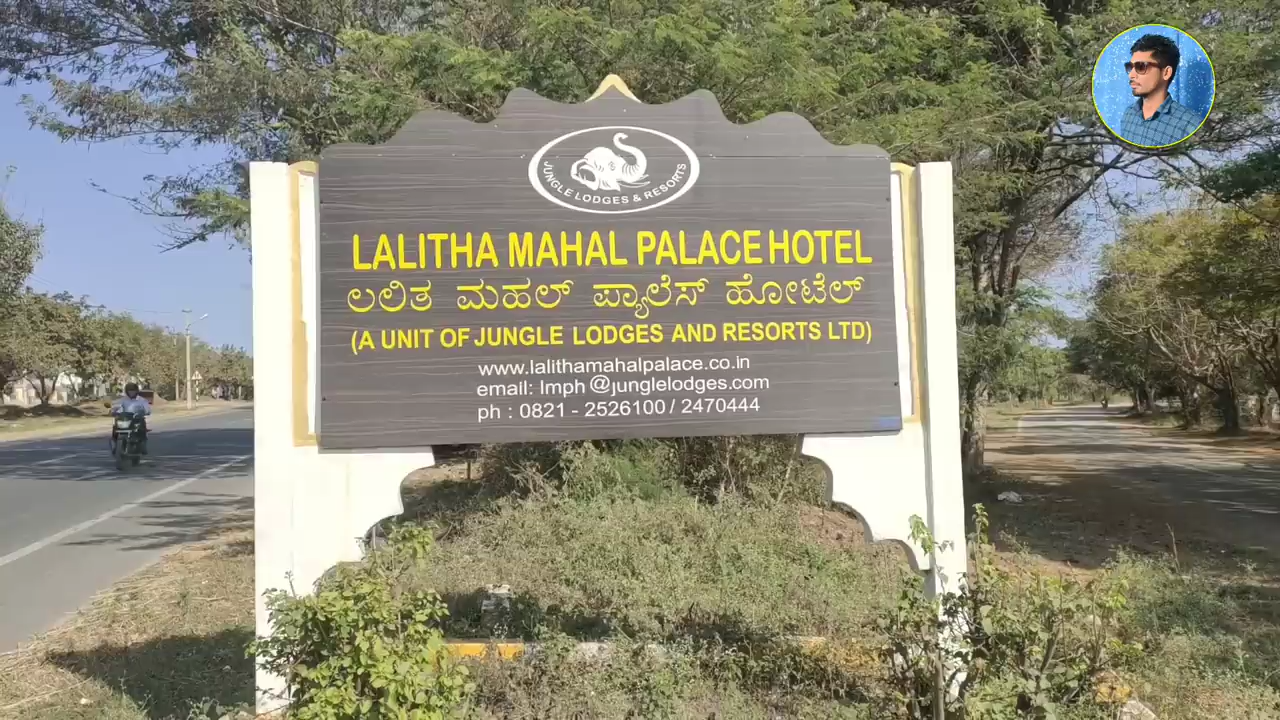 JUNGLE LODGES & RESORTS
LALITHA MAHAL PALACE HOTEL
ಲಲಿತ ಮಹಲ್ ಪ್ಯಾಲೆಸ್ ಹೋಟೆಲ್
(A UNIT OF JUNGLE LODGES AND RESORTS LTD)
www.lalithamahalpalace.co.in
email: lmph@junglelodges.com
ph : 0821 - 2526100 / 2470444